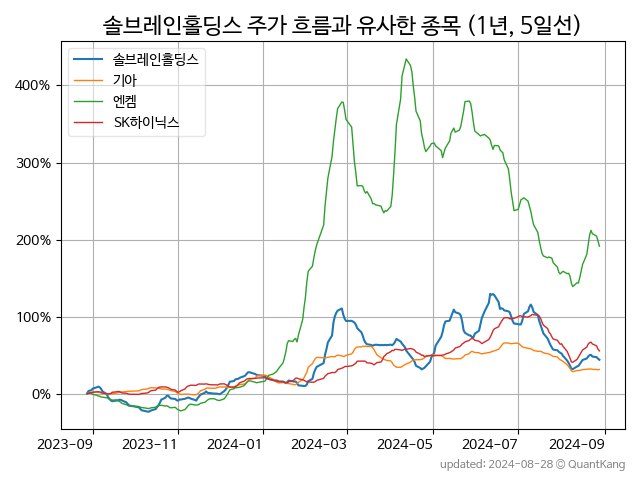 솔브레인홀딩스 주가 흐름과 유사한 종목 (1년, 5일선)
솔브레인홀딩스
기아
엔켐
SK하이닉스
400%
300%
200%
100%
0%
2023-09 2023-11 2024-01 2024-03 2024-05 2024-07 2024-09
updated: 2024-08-28 © QuantKang